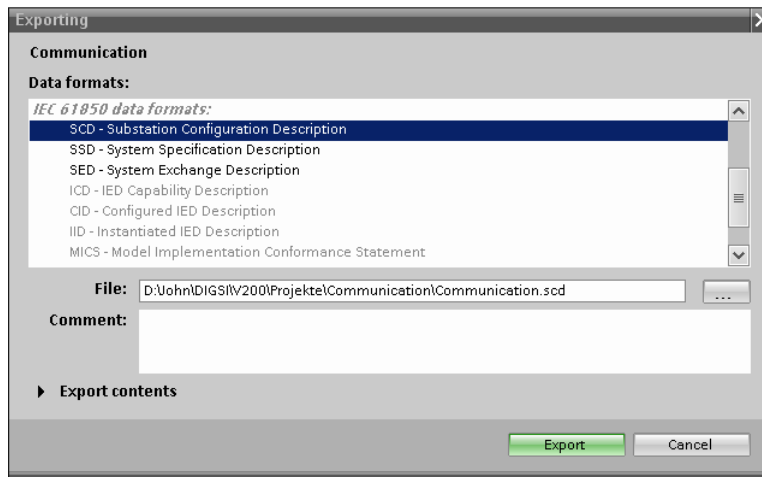 Exporting
Communication
Data formats:
IEC 61850 data formats:
SCD - Substation Configuration Description
SSD - System Specification Description
SED - System Exchange Description
ICD - IED Capability Description
CID - Configured IED Description
IID - Instantiated IED Description
MICS - Model Implementation Conformance Statement
File: D:\John\DIGSI\V200\Projekte\Communication\Communication.scd ...
Comment:
Export contents
Export Cancel